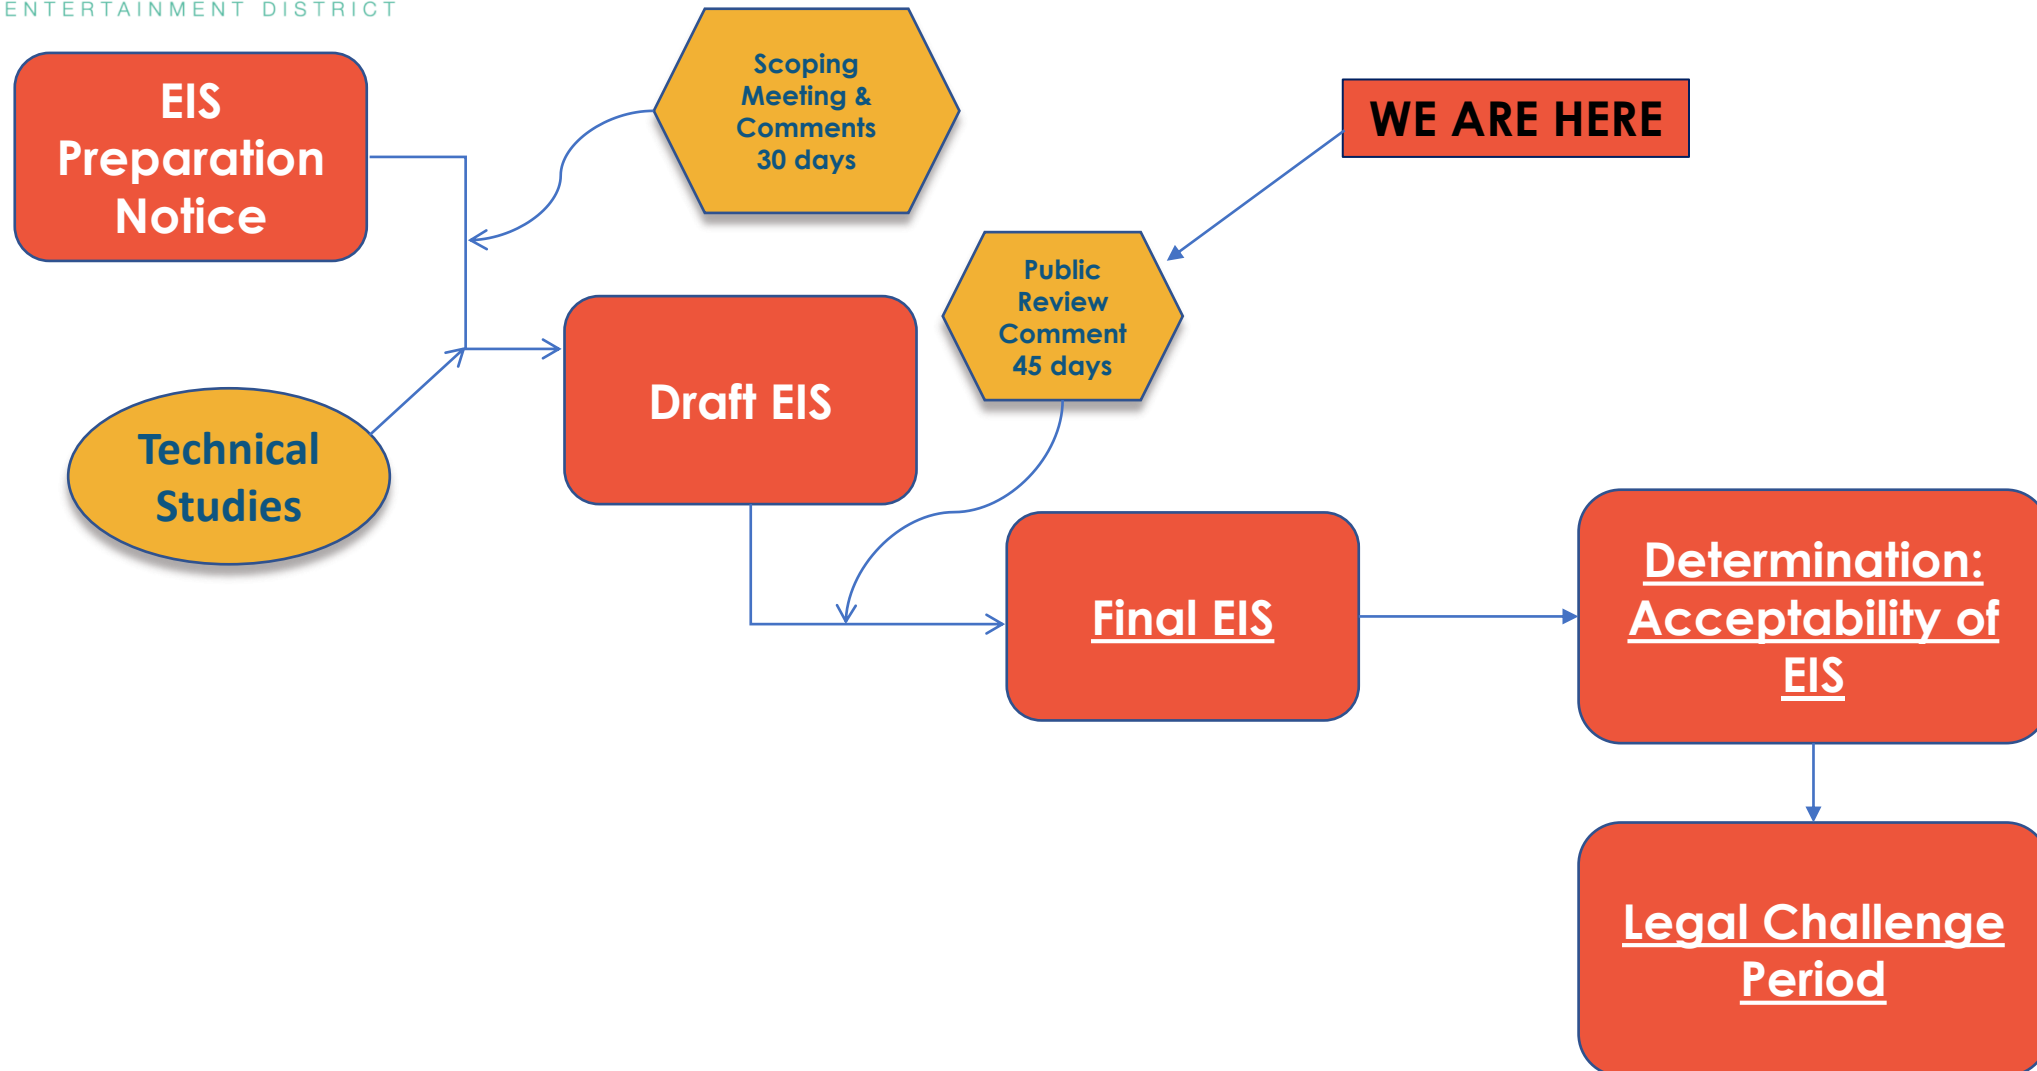 ENTERTAINMENT DISTRICT
EIS
Preparation
Notice
Scoping
Meeting &
Comments
30 days
WE ARE HERE
Public
Review
Comment
45 days
Draft EIS
Technical
Studies
Final EIS
Determination:
Acceptability of
EIS
Legal Challenge
Period